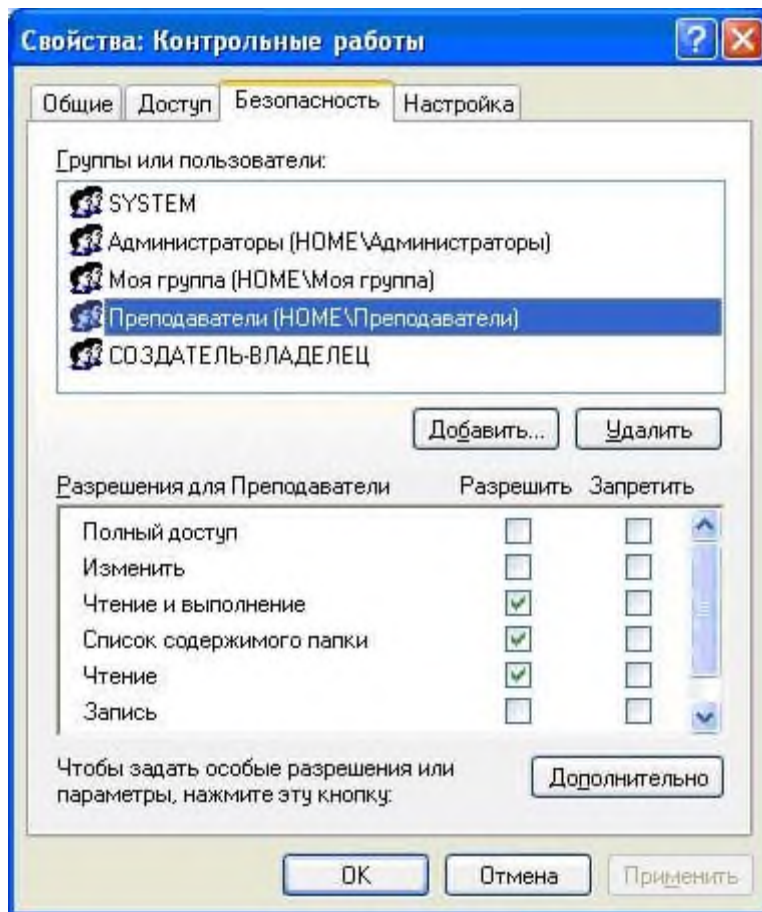 Свойства: Контрольные работы
Общие Доступ Безопасность Настройка
Группы или пользователи:
SYSTEM
Администраторы (HOME\Администраторы)
Моя группа (HOME\Моя группа)
Преподаватели (HOME\Преподаватели)
СОЗДАТЕЛЬ-ВЛАДЕЛЕЦ
Добавить... Удалить
Разрешения для Преподаватели Разрешить Запретить
Полный доступ
Изменить
Чтение и выполнение
Список содержимого папки
Чтение
Запись
Чтобы задать особые разрешения или
параметры, нажмите эту кнопку:
Дополнительно
OK Отмена Применить